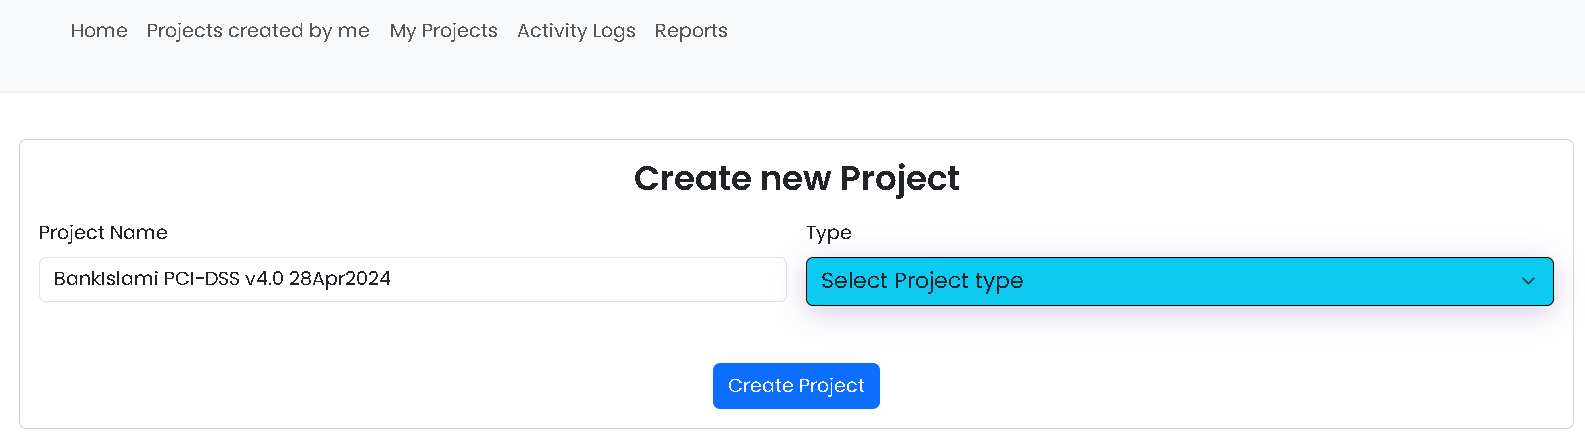 Home Projects created by me My Projects Activity Logs Reports
Create new Project
Project Name
BankIslami PCI-DSS v4.0 28Apr2024
Type
Select Project type
Create Project